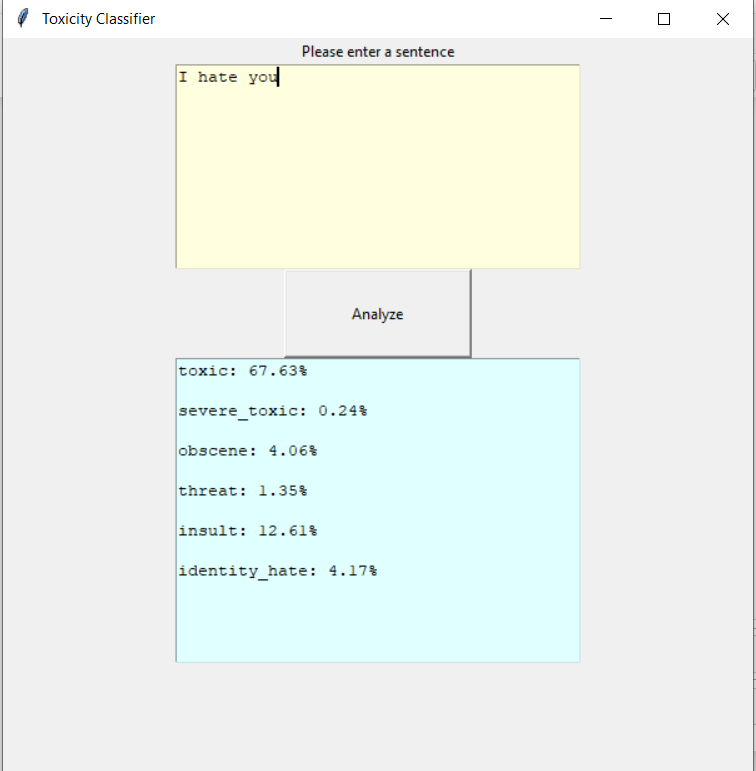 Toxicity Classifier
Please enter a sentence
I hate you
Analyze
toxic: 67.63%
severe_toxic: 0.24%
obscene: 4.06%
threat: 1.35%
insult: 12.61%
identity_hate: 4.17%